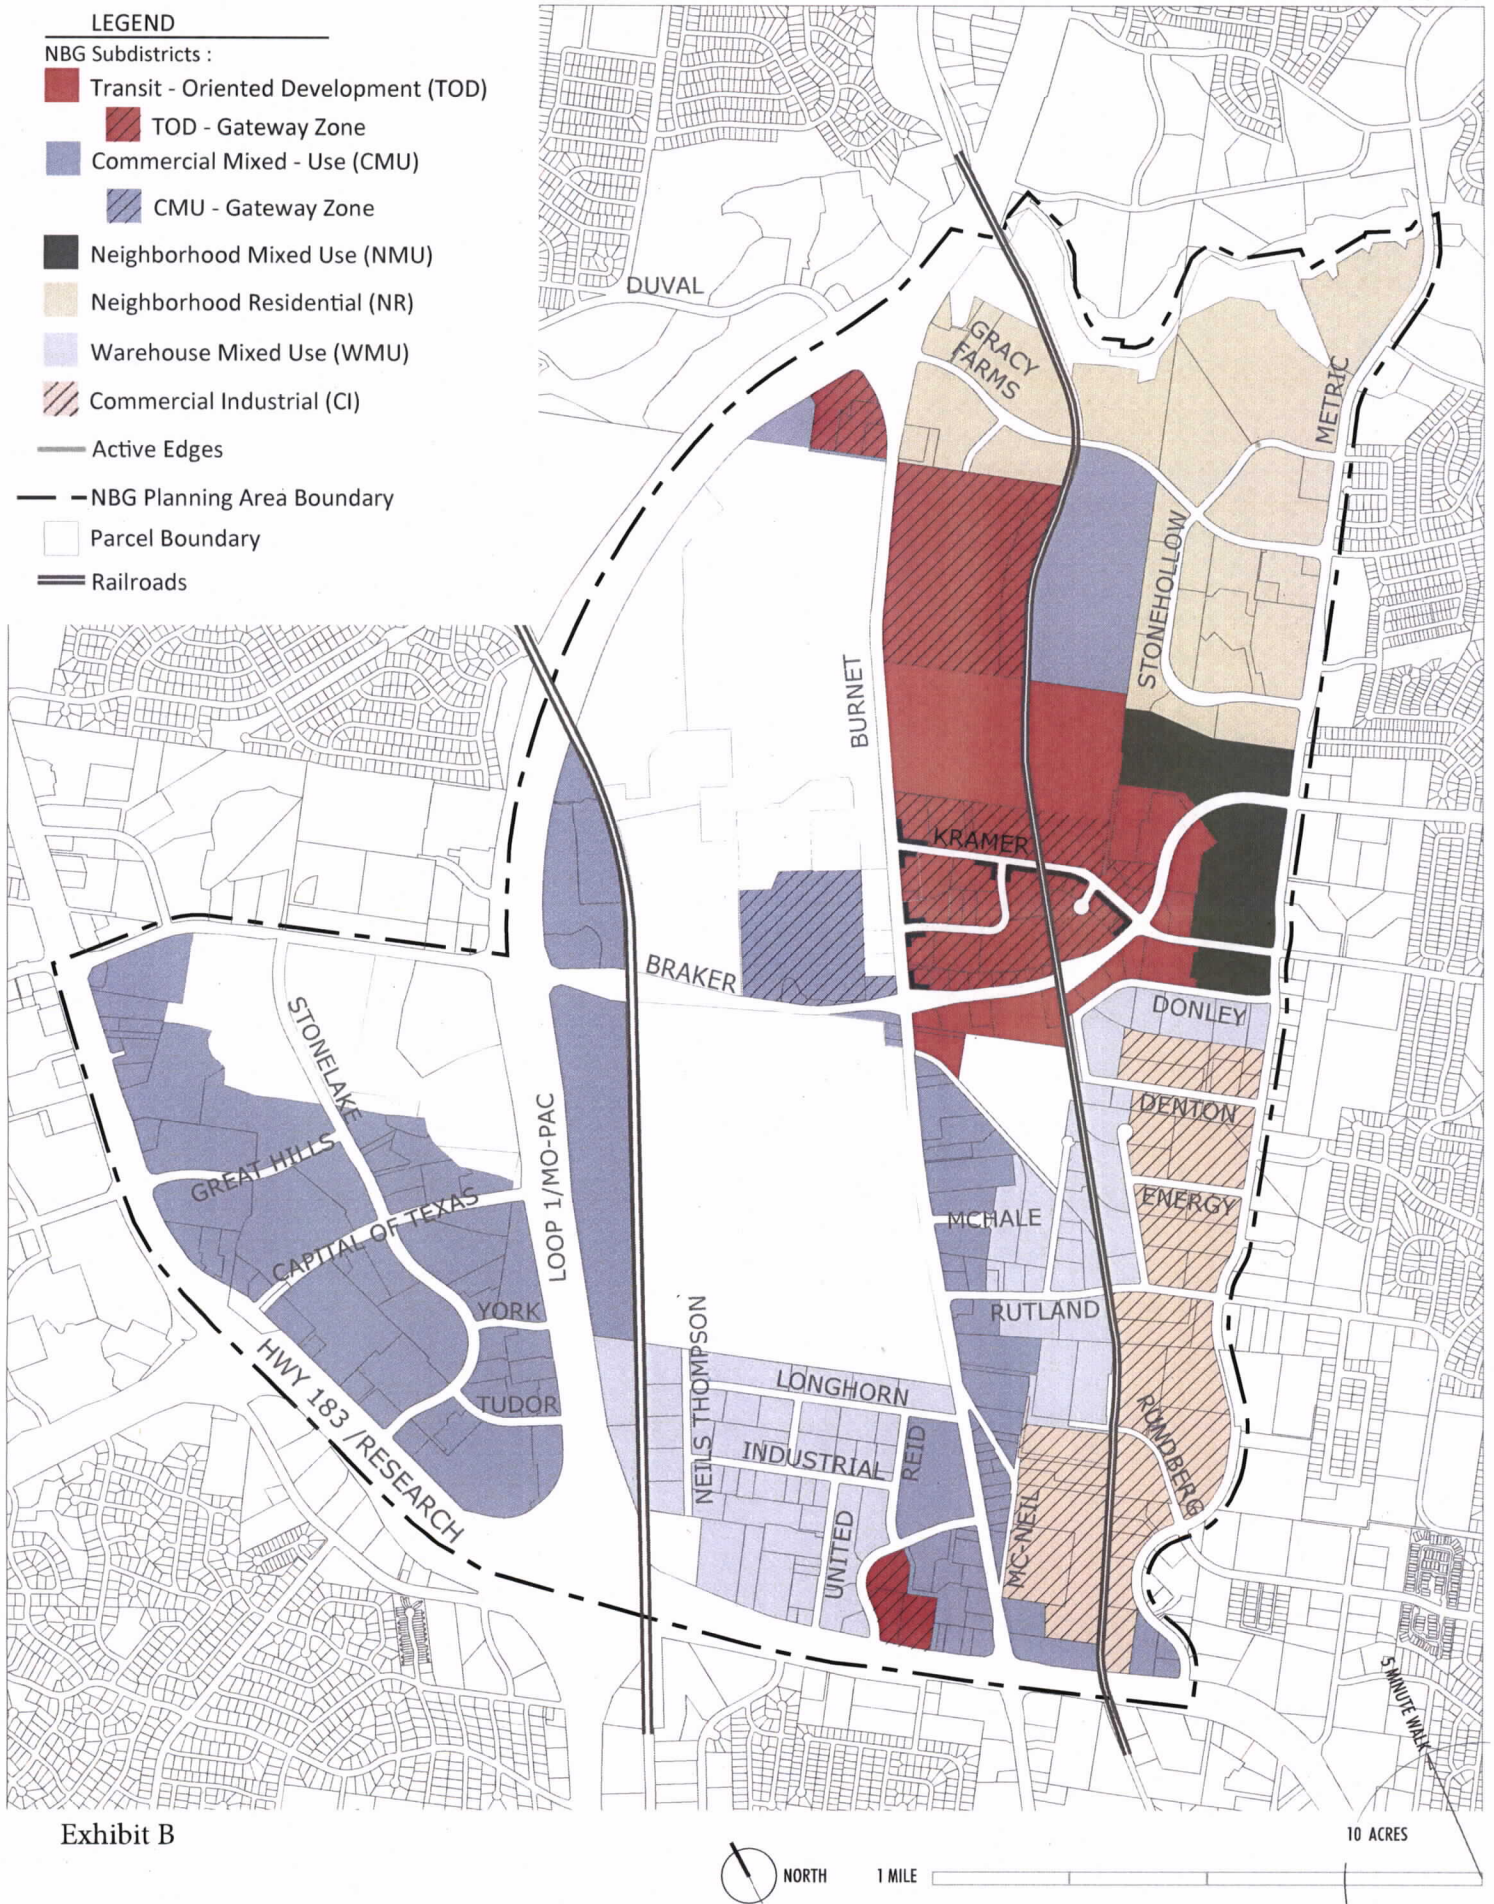 LEGEND
NBG Subdistricts :
Transit - Oriented Development (TOD)
TOD - Gateway Zone
Commercial Mixed - Use (CMU)
CMU - Gateway Zone
Neighborhood Mixed Use (NMU)
Neighborhood Residential (NR)
Warehouse Mixed Use (WMU)
Commercial Industrial (CI)
Active Edges
NBG Planning Area Boundary
Parcel Boundary
Railroads
DUVAL
GRACY
FARMS
METRIC
STONEHOLLOW
BURNET
KRAMER
BRAKER
DONLEY
STONELAKE
DENTON
GREAT HILLS
ENERGY
CAPITAL OF TEXAS
LOOP 1/MO-PAC
MCHALE
YORK
RUTLAND
HWY 183 /RESEARCH
NEILS THOMPSON
LONGHORN
TUDOR
RUNDBERG
INDUSTRIAL
REID
MC-NEIL
UNITED
5 MINUTE WALK
Exhibit B
10 ACRES
NORTH
1 MILE